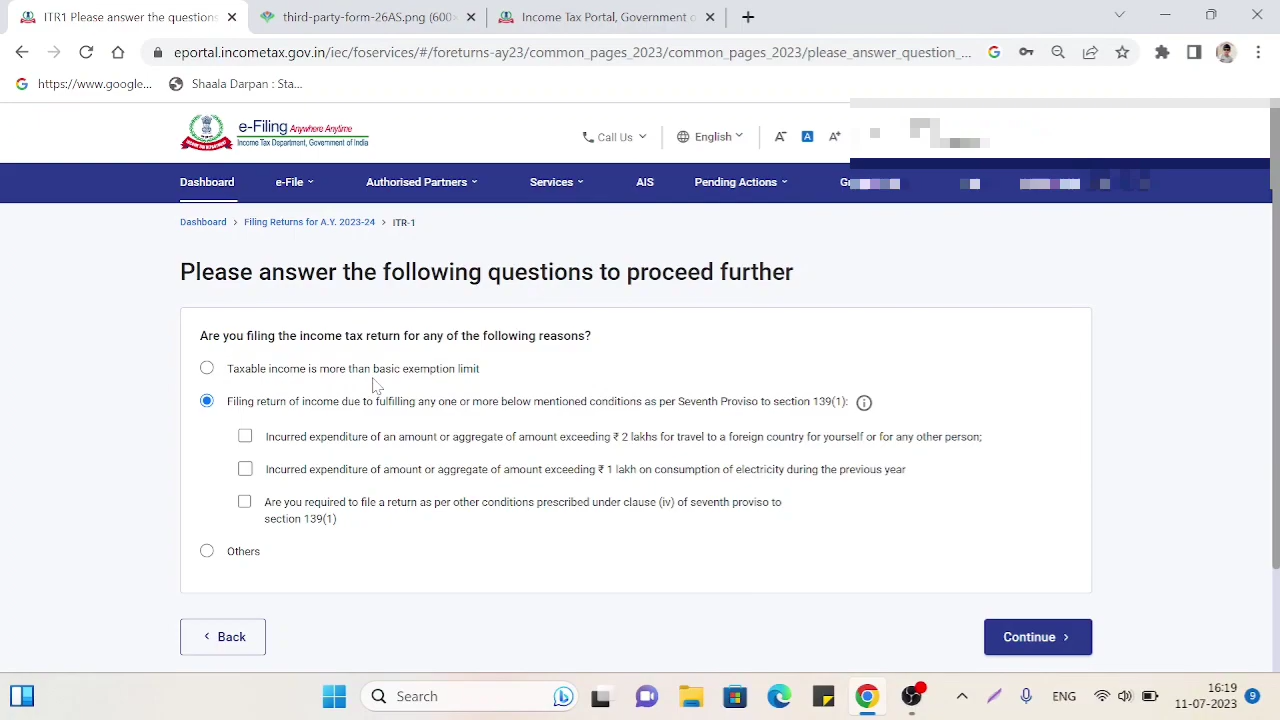 ITR1 Please answer the questions
third-party-form-26AS.png (600×
Income Tax Portal, Government o
eportal.incometax.gov.in/iec/foservices/#/foreturns-ay23/common_pages_2023/common_pages_2023/please_answer_question_...
https://www.google...
Shaala Darpan : Sta...
e-Filing Anywhere Anytime
Income Tax Department, Government of India
Call Us
English
A- A A+
Dashboard e-File Authorised Partners Services AIS Pending Actions
Dashboard > Filing Returns for A.Y. 2023-24 > ITR-1
Please answer the following questions to proceed further
Are you filing the income tax return for any of the following reasons?
Taxable income is more than basic exemption limit
Filing return of income due to fulfilling any one or more below mentioned conditions as per Seventh Proviso to section 139(1):
Incurred expenditure of an amount or aggregate of amount exceeding ₹ 2 lakhs for travel to a foreign country for yourself or for any other person;
Incurred expenditure of amount or aggregate of amount exceeding ₹ 1 lakh on consumption of electricity during the previous year
Are you required to file a return as per other conditions prescribed under clause (iv) of seventh proviso to
section 139(1)
Others
< Back
Continue >
Search
ENG
16:19
11-07-2023
9